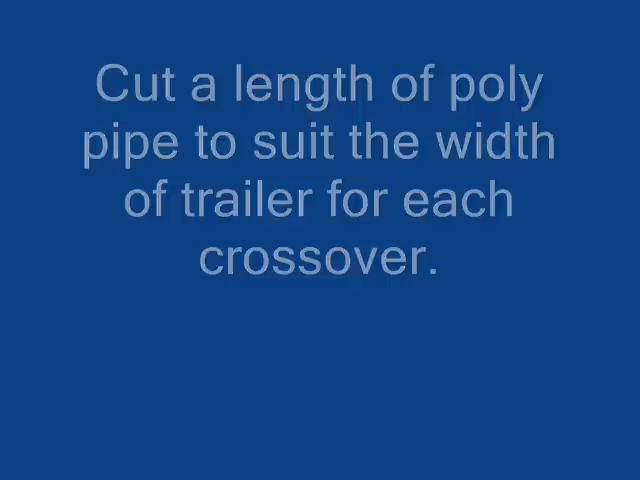 Cut a length of poly
pipe to suit the width
of trailer for each
crossover.